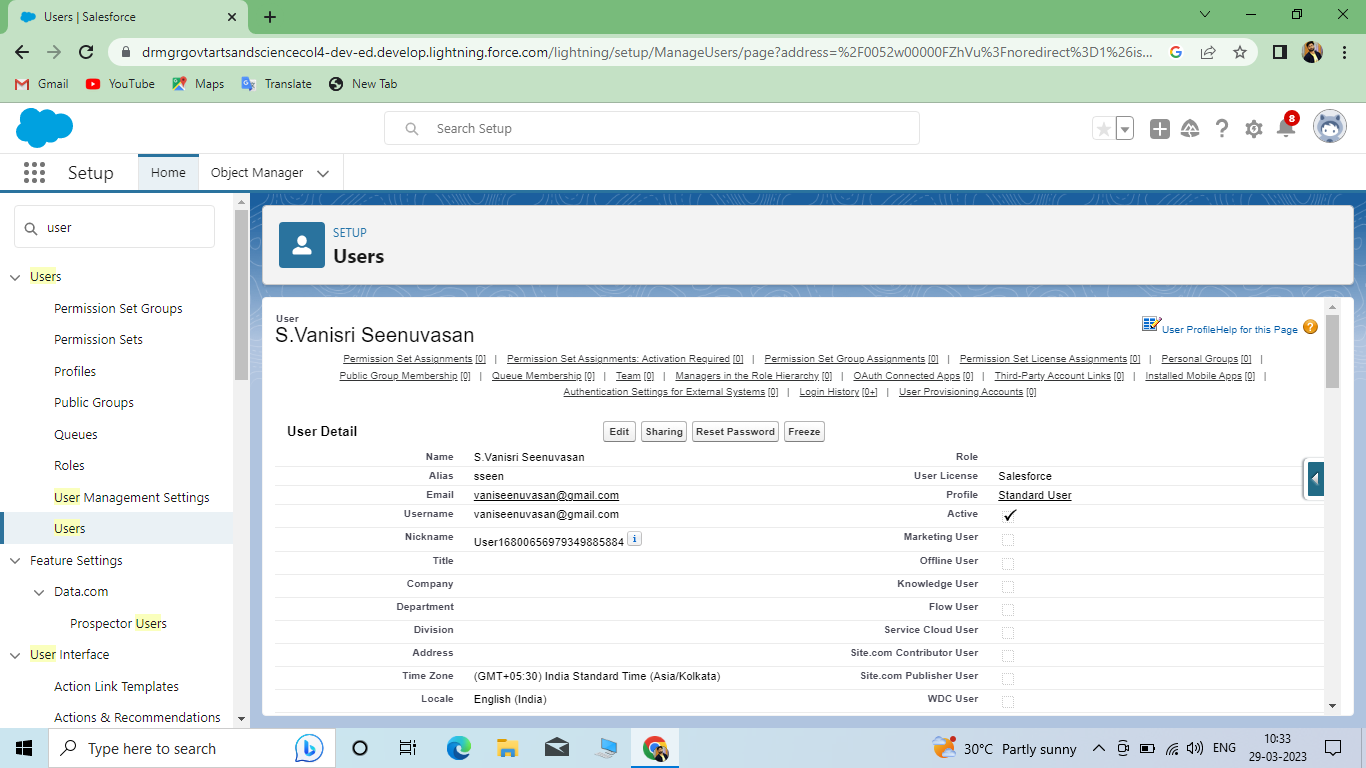 Users | Salesforce
drmgrgovtartsandsciencecol4-dev-ed.develop.lightning.force.com/lightning/setup/ManageUsers/page?address=%2F0052w00000FZhVu%3Fnoredirect%3D1%26is...
Gmail YouTube Maps Translate New Tab
Search Setup
8
Setup Home Object Manager
user
Users
Permission Set Groups
Permission Sets
Profiles
Public Groups
Queues
Roles
User Management Settings
Users
Feature Settings
Data.com
Prospector Users
User Interface
Action Link Templates
Actions & Recommendations
SETUP
Users
User
S.Vanisri Seenuvasan
User Profile Help for this Page ?
Permission Set Assignments [0] | Permission Set Assignments: Activation Required [0] | Permission Set Group Assignments [0] | Permission Set License Assignments [0] | Personal Groups [0] |
Public Group Membership [0] | Queue Membership [0] | Team [0] | Managers in the Role Hierarchy [0] | OAuth Connected Apps [0] | Third-Party Account Links [0] | Installed Mobile Apps [0] |
Authentication Settings for External Systems [0] | Login History [0+] | User Provisioning Accounts [0]
User Detail Edit Sharing Reset Password Freeze
Name S.Vanisri Seenuvasan Role
Alias sseen User License Salesforce
Email vaniseenuvasan@gmail.com Profile Standard User
Username vaniseenuvasan@gmail.com Active ✓
Nickname User16800656979349885884 i Marketing User
Title Offline User
Company Knowledge User
Department Flow User
Division Service Cloud User
Address Site.com Contributor User
Time Zone (GMT+05:30) India Standard Time (Asia/Kolkata) Site.com Publisher User
Locale English (India) WDC User
Type here to search
30°C Partly sunny
ENG
10:33
29-03-2023